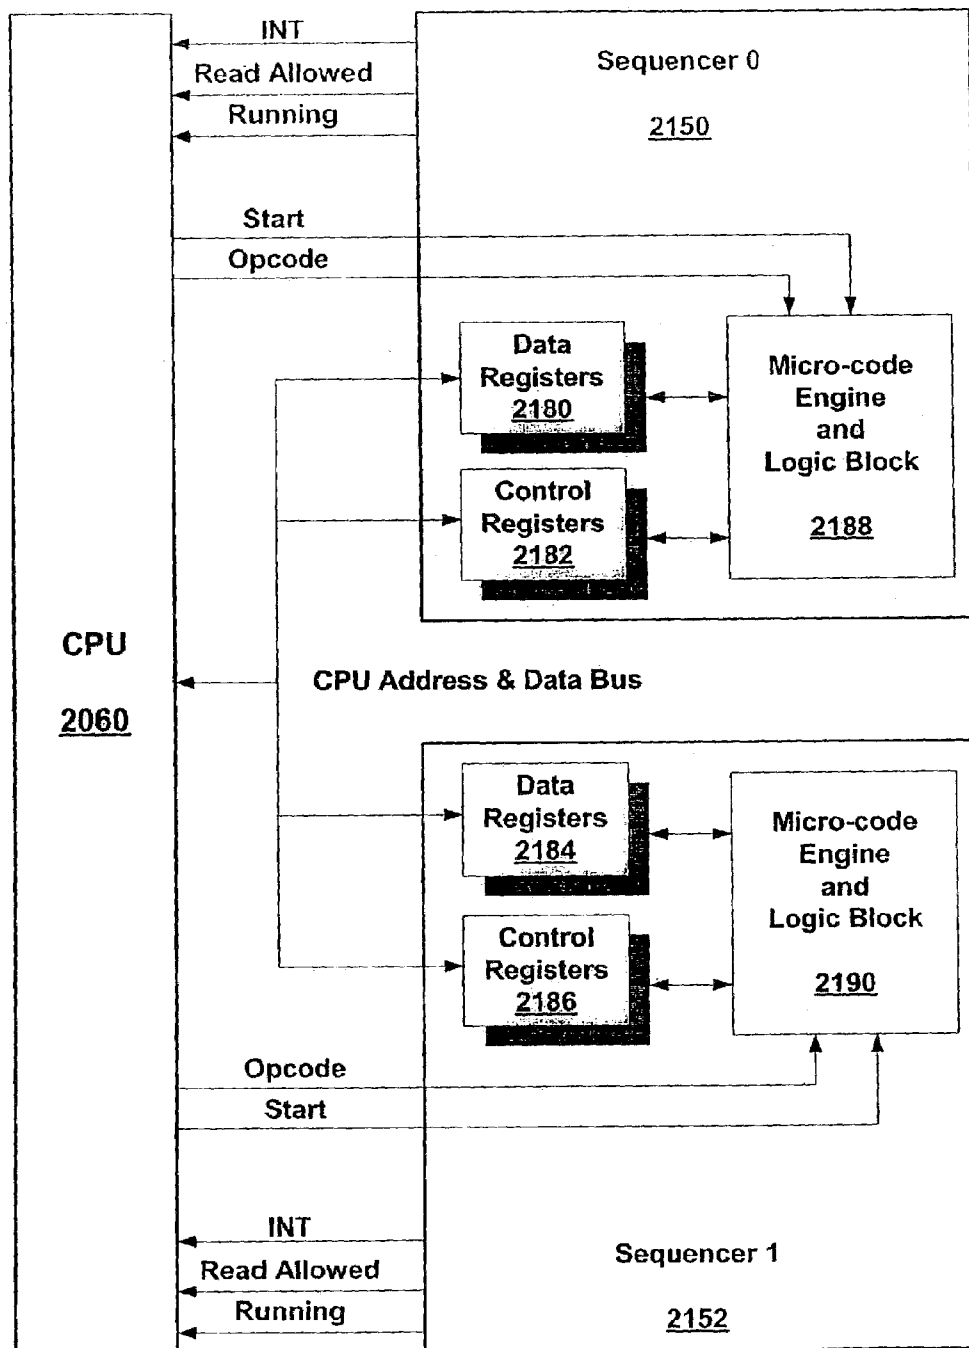 INT
Read Allowed
Running
Sequencer 0
2150
Start
Opcode
Data
Registers
2180
Control
Registers
2182
Micro-code
Engine
and
Logic Block
2188
CPU
2060
CPU Address & Data Bus
Data
Registers
2184
Control
Registers
2186
Micro-code
Engine
and
Logic Block
2190
Opcode
Start
INT
Read Allowed
Running
Sequencer 1
2152